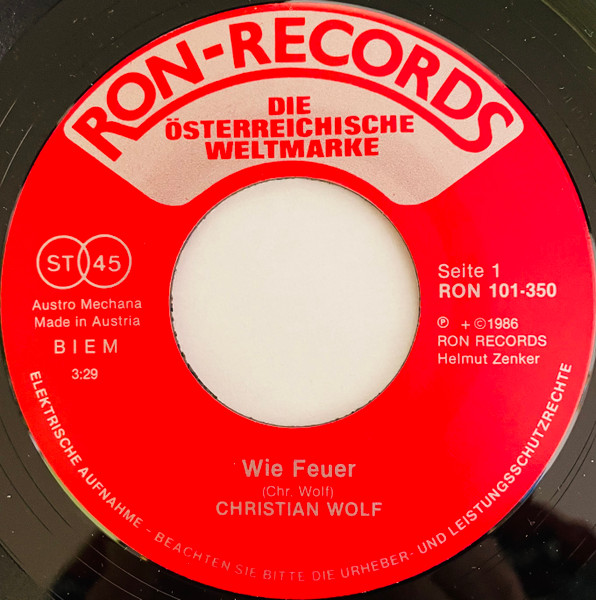 RON-RECORDS
DIE
ÖSTERREICHISCHE
WELTMARKE
ST 45
Austro Mechana
Made in Austria
BIEM
3:29
Seite 1
RON 101-350
℗ + © 1986
RON RECORDS
Helmut Zenker
Wie Feuer
(Chr. Wolf)
CHRISTIAN WOLF
ELEKTRISCHE AUFNAHME - BEACHTEN SIE BITTE DIE URHEBER- UND LEISTUNGSSCHUTZRECHTE